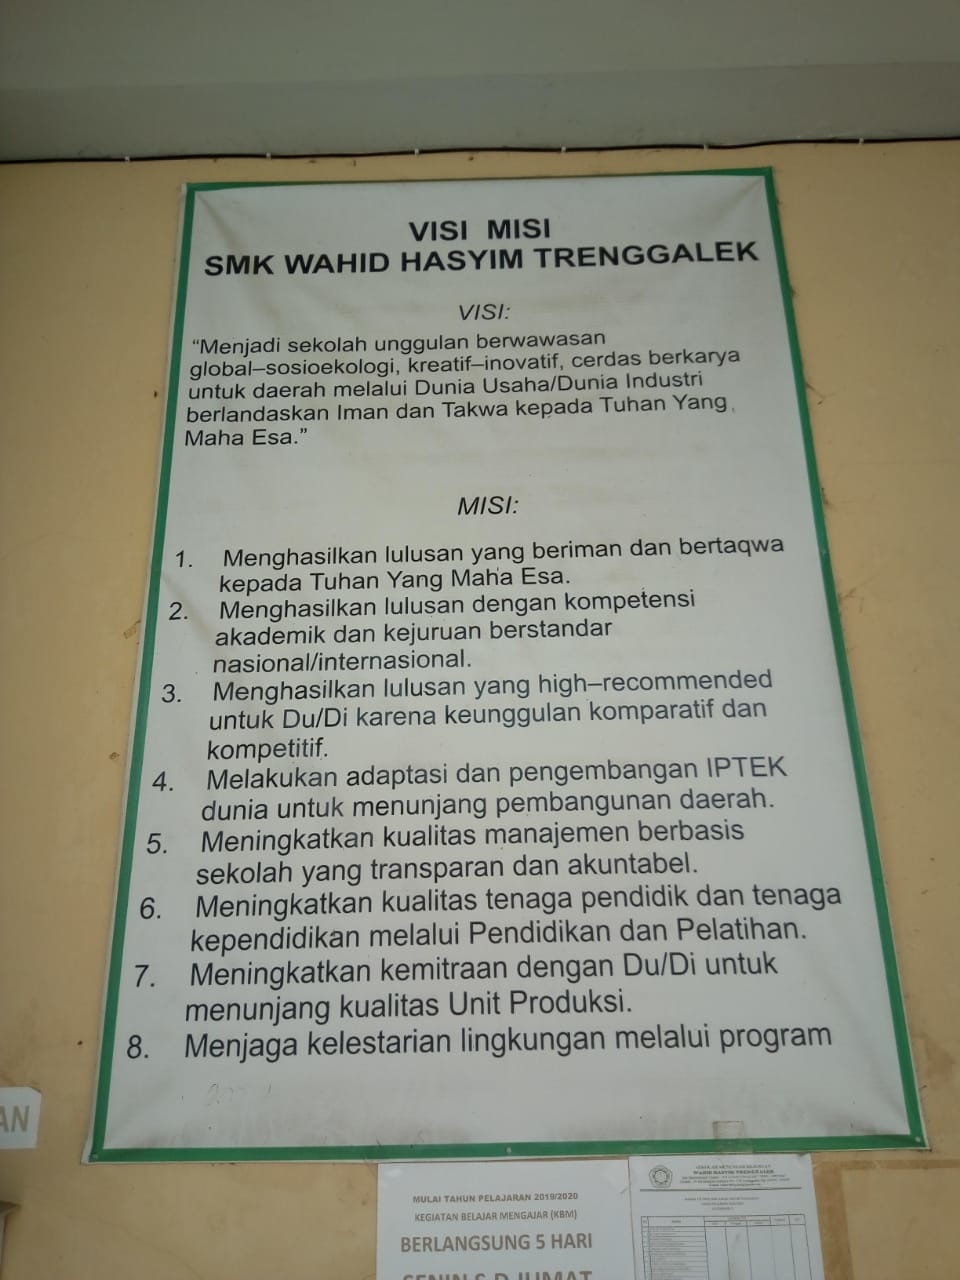 VISI MISI
SMK WAHID HASYIM TRENGGALEK
VISI:
“Menjadi sekolah unggulan berwawasan
global–sosioekologi, kreatif–inovatif, cerdas berkarya
untuk daerah melalui Dunia Usaha/Dunia Industri
berlandaskan Iman dan Takwa kepada Tuhan Yang
Maha Esa.”
MISI:
1. Menghasilkan lulusan yang beriman dan bertaqwa
kepada Tuhan Yang Maha Esa.
2. Menghasilkan lulusan dengan kompetensi
akademik dan kejuruan berstandar
nasional/internasional.
3. Menghasilkan lulusan yang high–recommended
untuk Du/Di karena keunggulan komparatif dan
kompetitif.
4. Melakukan adaptasi dan pengembangan IPTEK
dunia untuk menunjang pembangunan daerah.
5. Meningkatkan kualitas manajemen berbasis
sekolah yang transparan dan akuntabel.
6. Meningkatkan kualitas tenaga pendidik dan tenaga
kependidikan melalui Pendidikan dan Pelatihan.
7. Meningkatkan kemitraan dengan Du/Di untuk
menunjang kualitas Unit Produksi.
8. Menjaga kelestarian lingkungan melalui program
AN
MULAI TAHUN PELAJARAN 2019/2020
KEGIATAN BELAJAR MENGAJAR (KBM)
BERLANGSUNG 5 HARI
SENIN S.D JUMAT
WAHID HASYIM TRENGGALEK